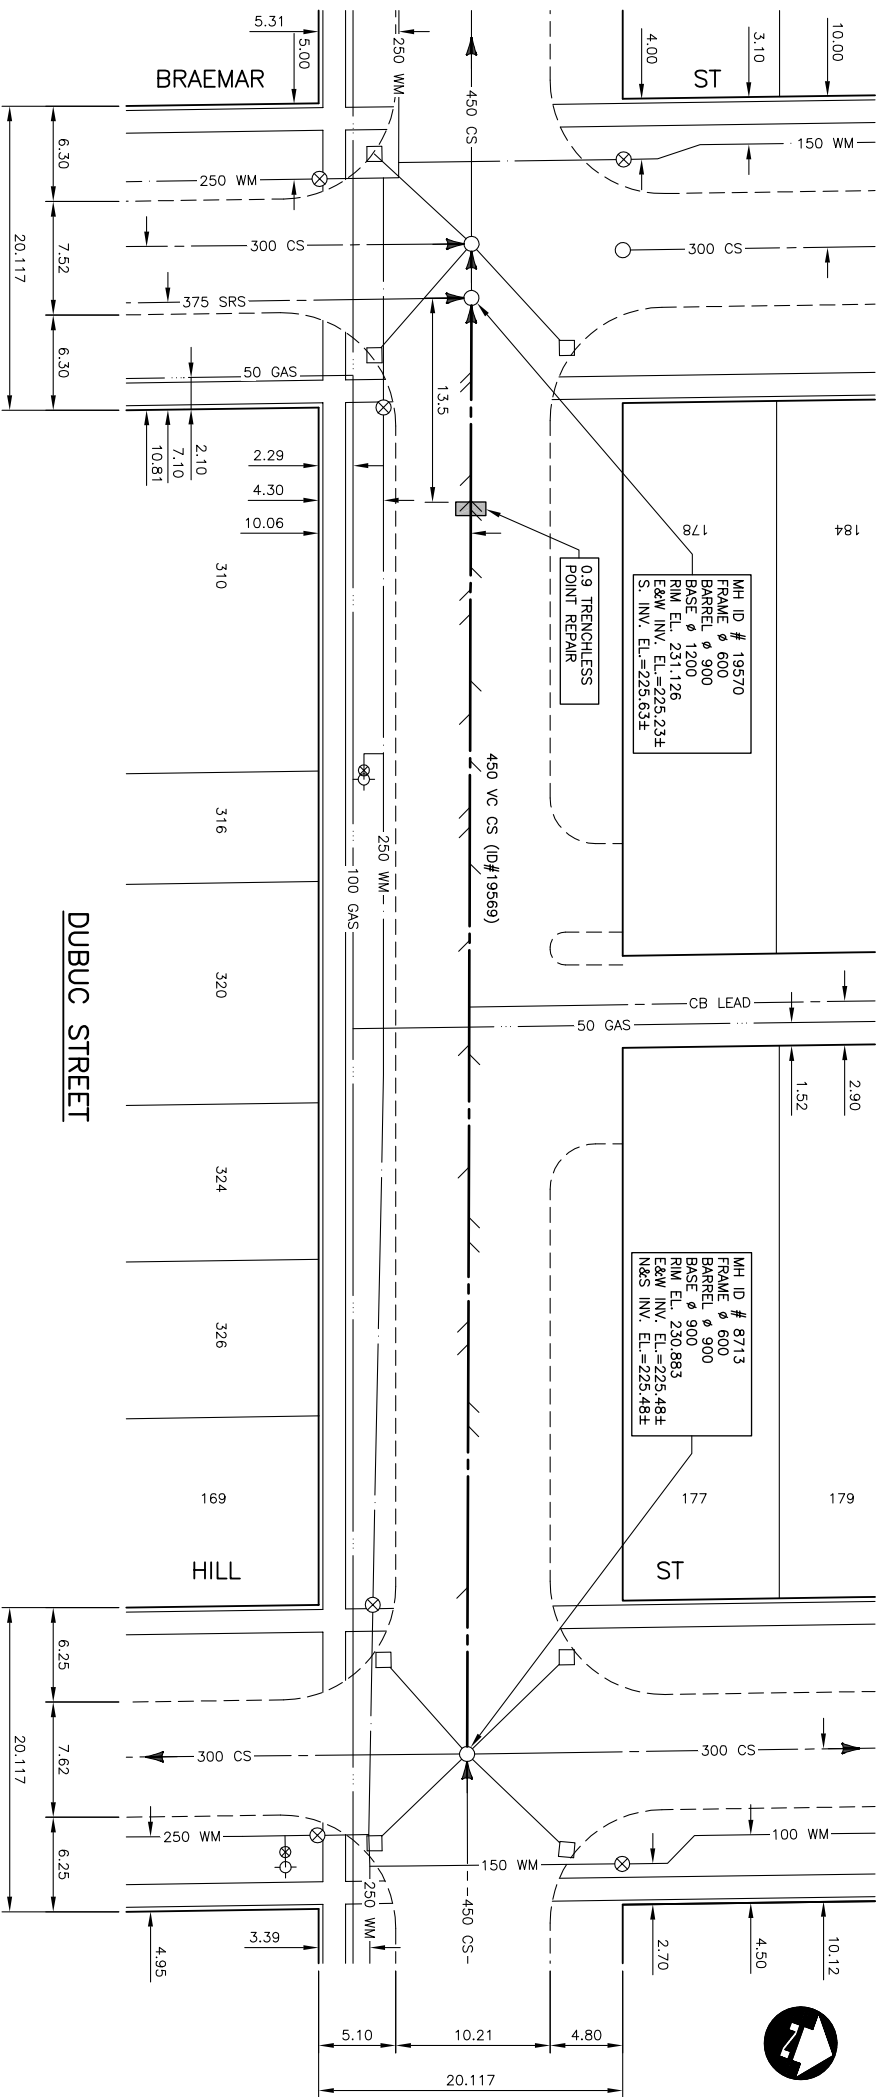 5.31
5.00
250 WM
450 CS
4.00
3.10
10.00
BRAEMAR
ST
6.30
7.52
6.30
20.117
250 WM
150 WM
300 CS
300 CS
375 SRS
50 GAS
13.5
2.10
7.10
10.81
2.29
4.30
10.06
310
178
184
0.9 TRENCHLESS
POINT REPAIR
MH ID # 19570
FRAME ø 600
BARREL ø 900
BASE ø 1200
RIM EL. 231.126
E&W INV. EL.=225.23±
S. INV. EL.=225.63±
450 VC CS (ID#19569)
316
250 WM
100 GAS
320
DUBUC STREET
CB LEAD
50 GAS
1.52
2.90
324
326
MH ID # 8713
FRAME ø 600
BARREL ø 900
BASE ø 900
RIM EL. 230.883
E&W INV. EL.=225.48±
N&S INV. EL.=225.48±
169
177
179
HILL
ST
6.25
7.62
6.25
20.117
300 CS
300 CS
250 WM
100 WM
150 WM
250 WM
450 CS
4.95
3.39
2.70
4.50
10.12
5.10
10.21
4.80
20.117
N